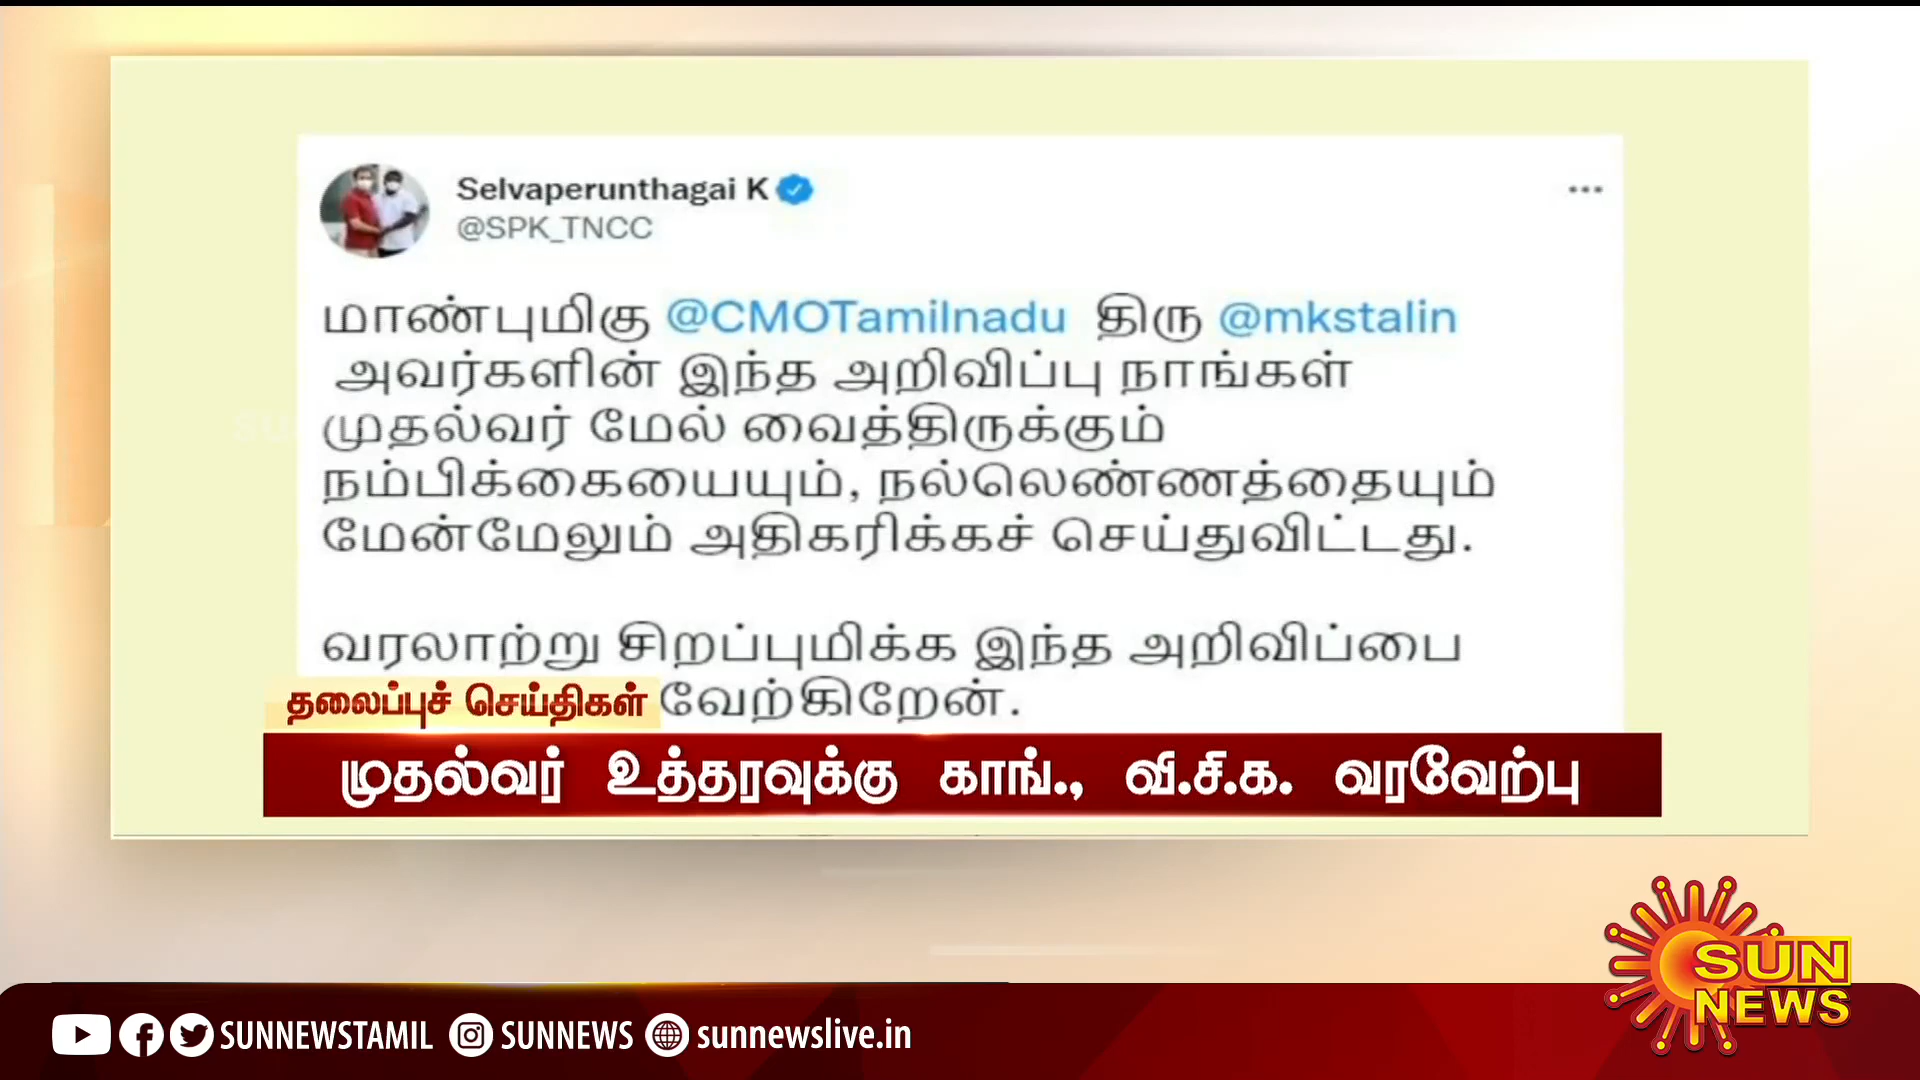 Selvaperunthagai K
@SPK_TNCC
மாண்புமிகு @CMOTamilnadu திரு @mkstalin
அவர்களின் இந்த அறிவிப்பு நாங்கள்
முதல்வர் மேல் வைத்திருக்கும்
நம்பிக்கையையும், நல்லெண்ணத்தையும்
மேன்மேலும் அதிகரிக்கச் செய்துவிட்டது.
வரலாற்று சிறப்புமிக்க இந்த அறிவிப்பை
வேற்கிறேன்.
தலைப்புச் செய்திகள்
முதல்வர் உத்தரவுக்கு காங்., வி.சி.க. வரவேற்பு
SUN
NEWS
SUNNEWSTAMIL SUNNEWS sunnewslive.in